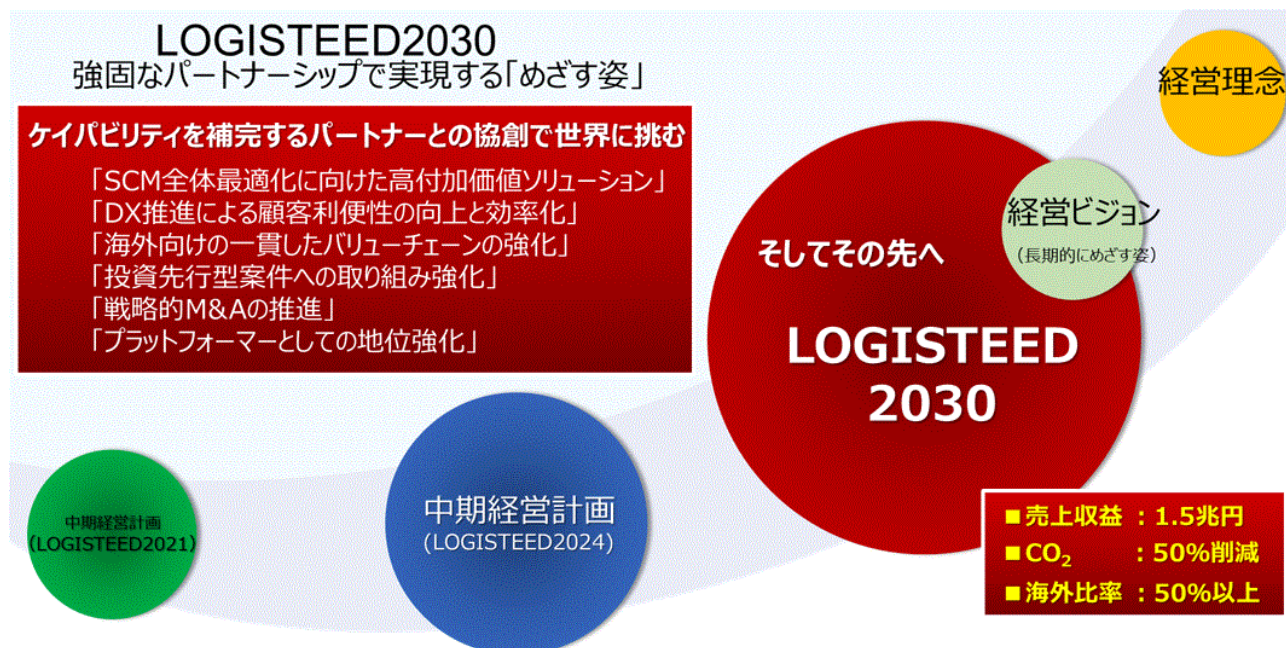 LOGISTEED2030
強固なパートナーシップで実現する「めざす姿」
ケイパビリティを補完するパートナーとの協創で世界に挑む
「SCM全体最適化に向けた高付加価値ソリューション」
「DX推進による顧客利便性の向上と効率化」
「海外向けの一貫したバリューチェーンの強化」
「投資先行型案件への取り組み強化」
「戦略的M&Aの推進」
「プラットフォーマーとしての地位強化」
経営理念
経営ビジョン
(長期的にめざす姿)
そしてその先へ
LOGISTEED
2030
中期経営計画
(LOGISTEED2021)
中期経営計画
(LOGISTEED2024)
■売上収益 : 1.5兆円
■CO₂ : 50%削減
■海外比率 : 50%以上